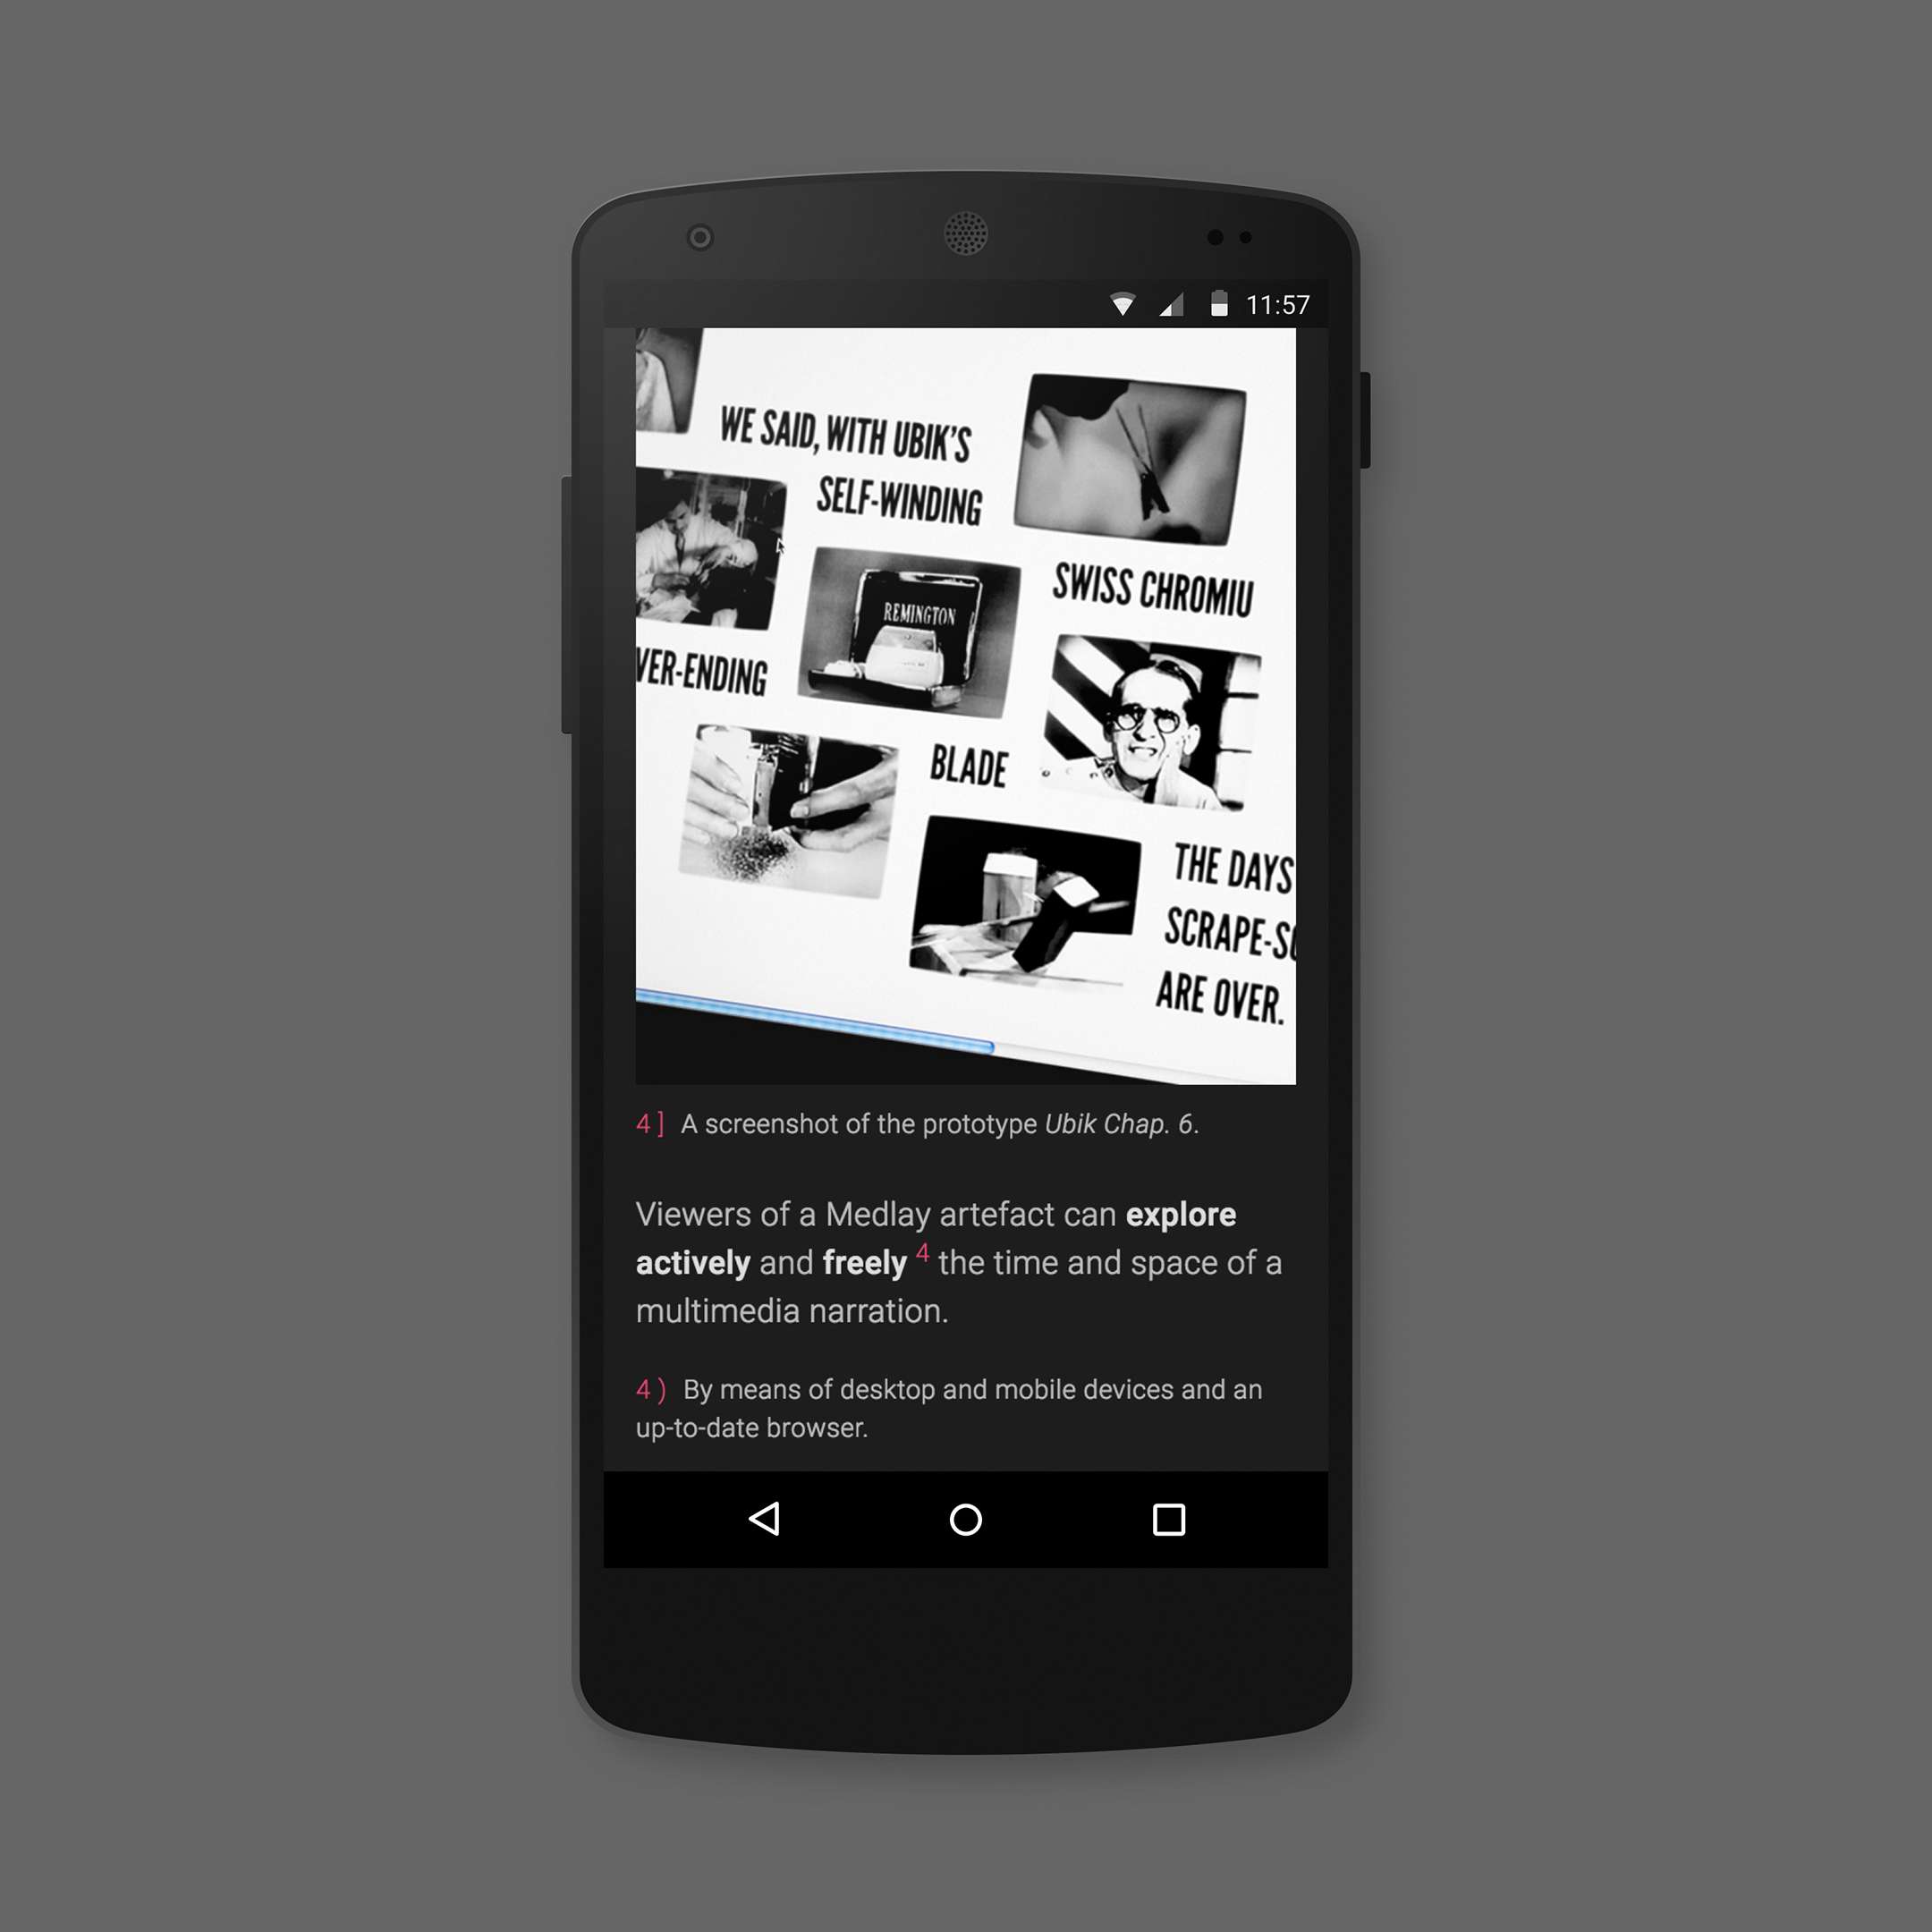 11:57
WE SAID, WITH UBIK'S
SELF-WINDING
SWISS CHROMIU
REMINGTON
VER-ENDING
BLADE
THE DAYS
SCRAPE-SC
ARE OVER.
4] A screenshot of the prototype Ubik Chap. 6.
Viewers of a Medlay artefact can explore
actively and freely 4 the time and space of a
multimedia narration.
4) By means of desktop and mobile devices and an
up-to-date browser.